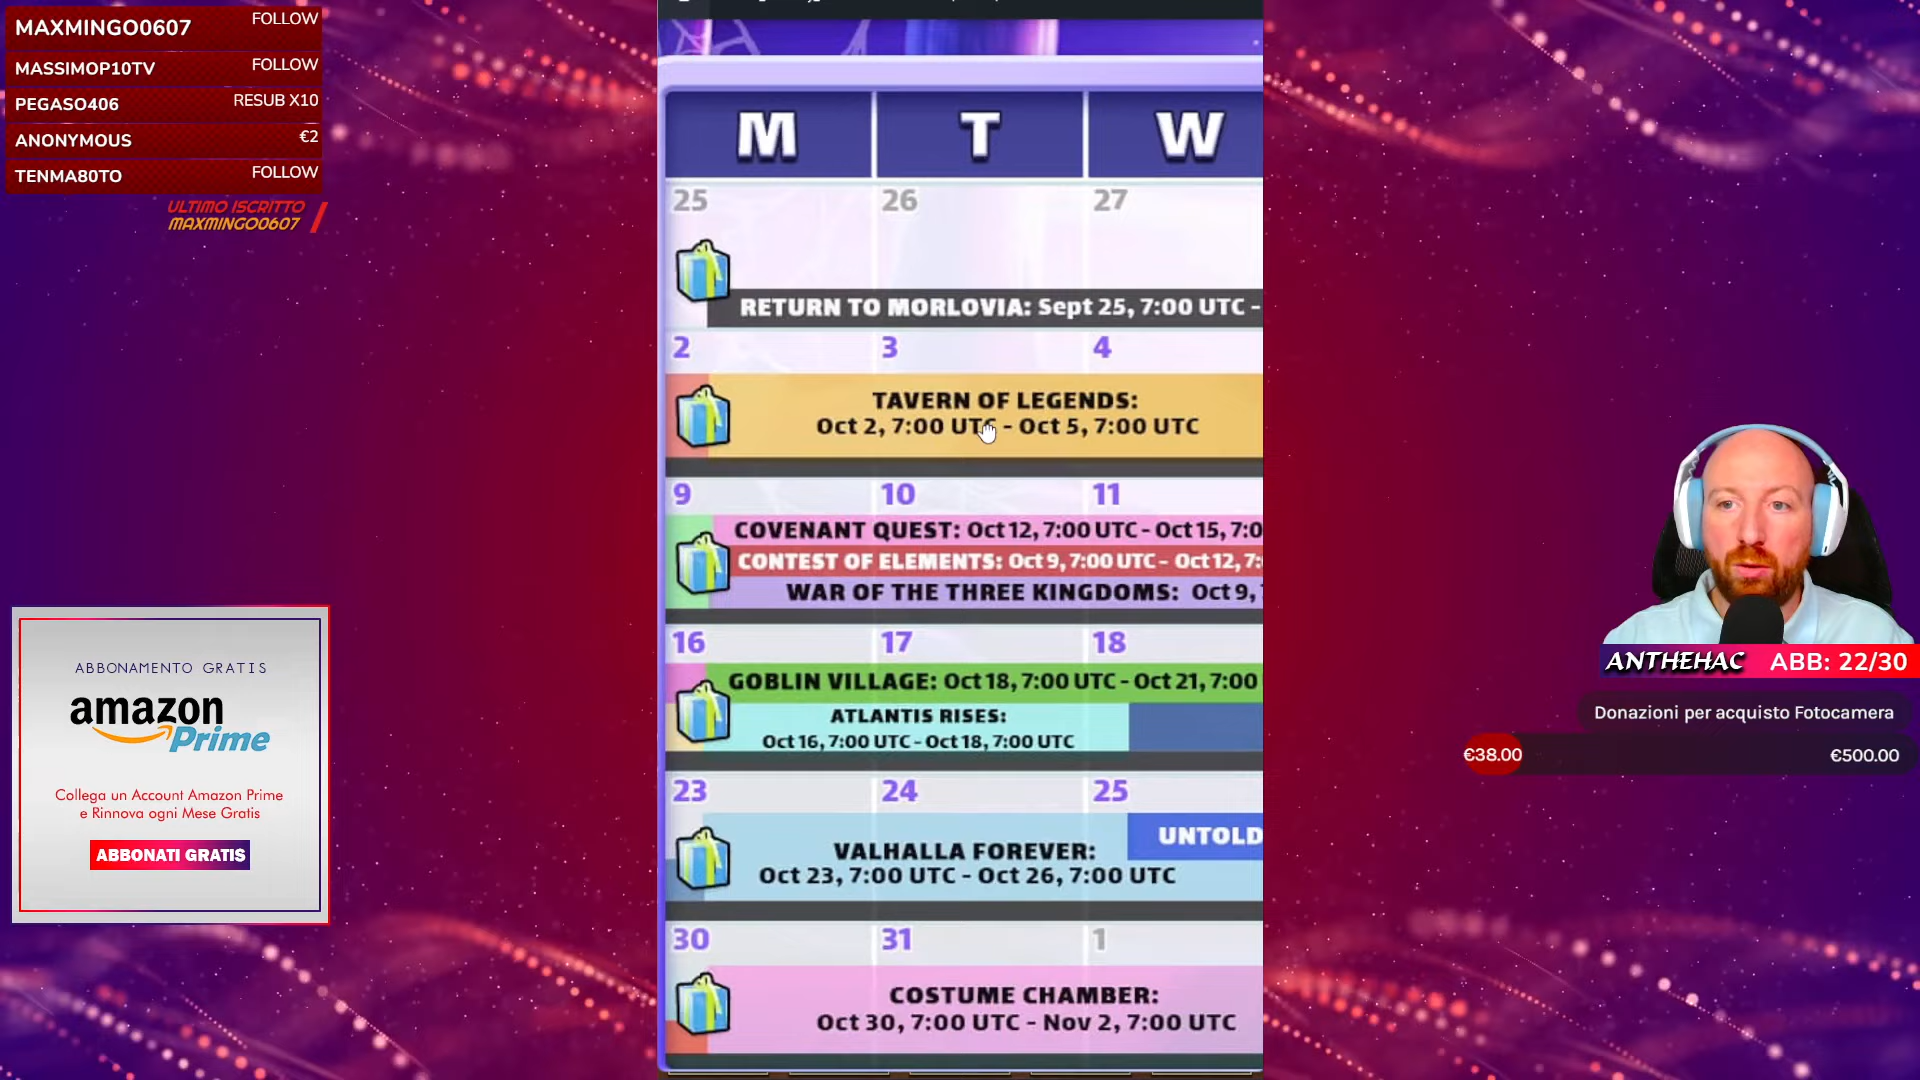 MAXMINGO0607 FOLLOW
MASSIMOP10TV FOLLOW
PEGASO406 RESUB X10
ANONYMOUS €2
TENMA80TO FOLLOW
ULTIMO ISCRITTO
MAXMINGO0607
ABBONAMENTO GRATIS
amazon
Prime
Collega un Account Amazon Prime
e Rinnova ogni Mese Gratis
ABBONATI GRATIS
M T W
25 26 27
RETURN TO MORLOVIA: Sept 25, 7:00 UTC -
2 3 4
TAVERN OF LEGENDS:
Oct 2, 7:00 UTC - Oct 5, 7:00 UTC
9 10 11
COVENANT QUEST: Oct 12, 7:00 UTC - Oct 15, 7:0
CONTEST OF ELEMENTS: Oct 9, 7:00 UTC - Oct 12, 7:
WAR OF THE THREE KINGDOMS: Oct 9,
16 17 18
GOBLIN VILLAGE: Oct 18, 7:00 UTC - Oct 21, 7:00
ATLANTIS RISES:
Oct 16, 7:00 UTC - Oct 18, 7:00 UTC
23 24 25
UNTOLD
VALHALLA FOREVER:
Oct 23, 7:00 UTC - Oct 26, 7:00 UTC
30 31 1
COSTUME CHAMBER:
Oct 30, 7:00 UTC - Nov 2, 7:00 UTC
ANTHEHAC ABB: 22/30
Donazioni per acquisto Fotocamera
€38.00 €500.00